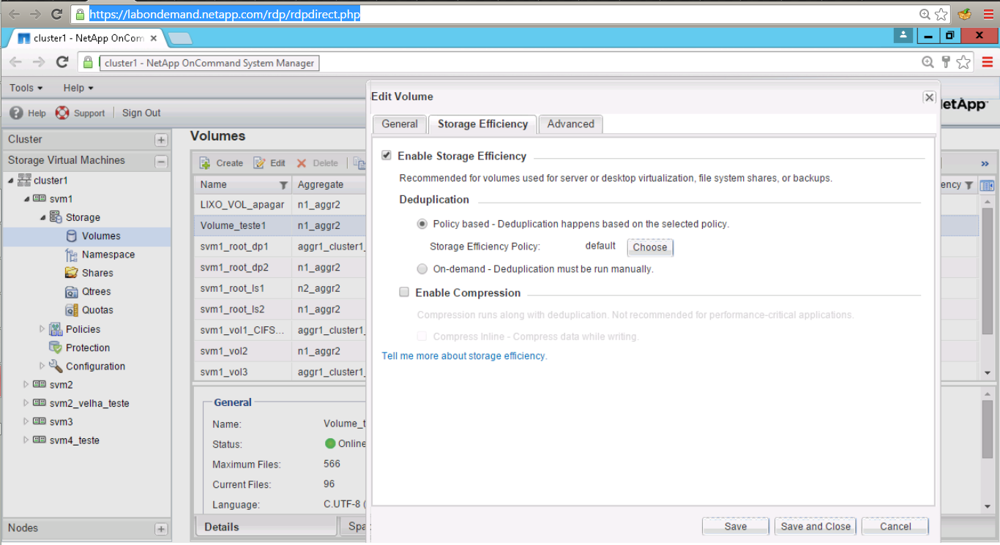 https://labondemand.netapp.com/rdp/rdpdirect.php
cluster1 - NetApp OnCom
cluster1 - NetApp OnCommand System Manager
Tools Help
Help Support Sign Out
etApp
Cluster
Storage Virtual Machines
cluster1
svm1
Storage
Volumes
Namespace
Shares
Qtrees
Quotas
Policies
Protection
Configuration
svm2
svm2_velha_teste
svm3
svm4_teste
Nodes
Volumes
Create Edit Delete
Name Aggregate
LIXO_VOL_apagar n1_aggr2
Volume_teste1 n1_aggr2
svm1_root_dp1 aggr1_cluster1_
svm1_root_dp2 n1_aggr2
svm1_root_ls1 n2_aggr2
svm1_root_ls2 n1_aggr2
svm1_vol1_CIFS... aggr1_cluster1_
svm1_vol2 n1_aggr2
svm1_vol3 aggr1_cluster1_
ency
General
Name: Volume_t
Status: Online
Maximum Files: 566
Current Files: 96
Language: C.UTF-8 (
Details Spa
Edit Volume
General Storage Efficiency Advanced
Enable Storage Efficiency
Recommended for volumes used for server or desktop virtualization, file system shares, or backups.
Deduplication
Policy based - Deduplication happens based on the selected policy.
Storage Efficiency Policy: default Choose
On-demand - Deduplication must be run manually.
Enable Compression
Compression runs along with deduplication. Not recommended for performance-critical applications.
Compress Inline - Compress data while writing.
Tell me more about storage efficiency.
Save Save and Close Cancel